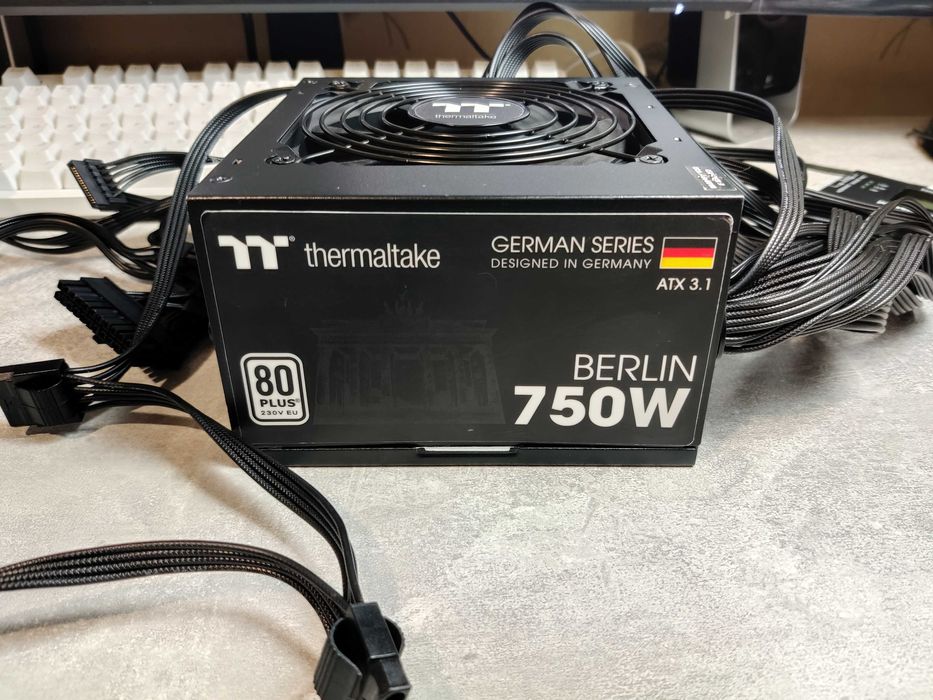 thermaltake
thermaltake
GERMAN SERIES
DESIGNED IN GERMANY
ATX 3.1
80
PLUS®
230V EU
BERLIN
750W